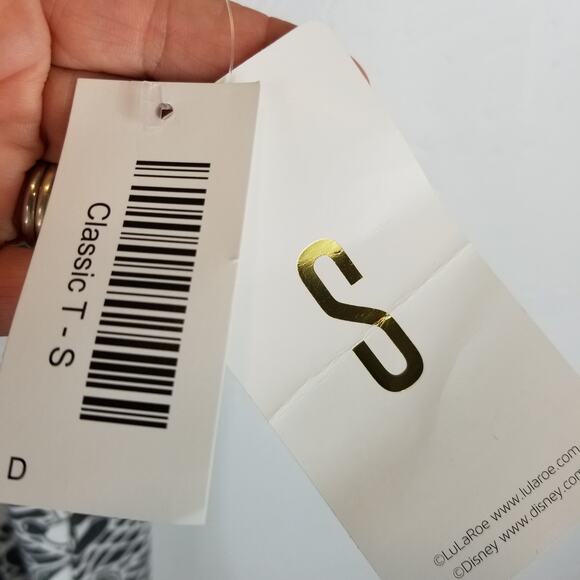 Classic T - S
D
S
©LuLaRoe www.lularoe.com
©Disney www.disney.com